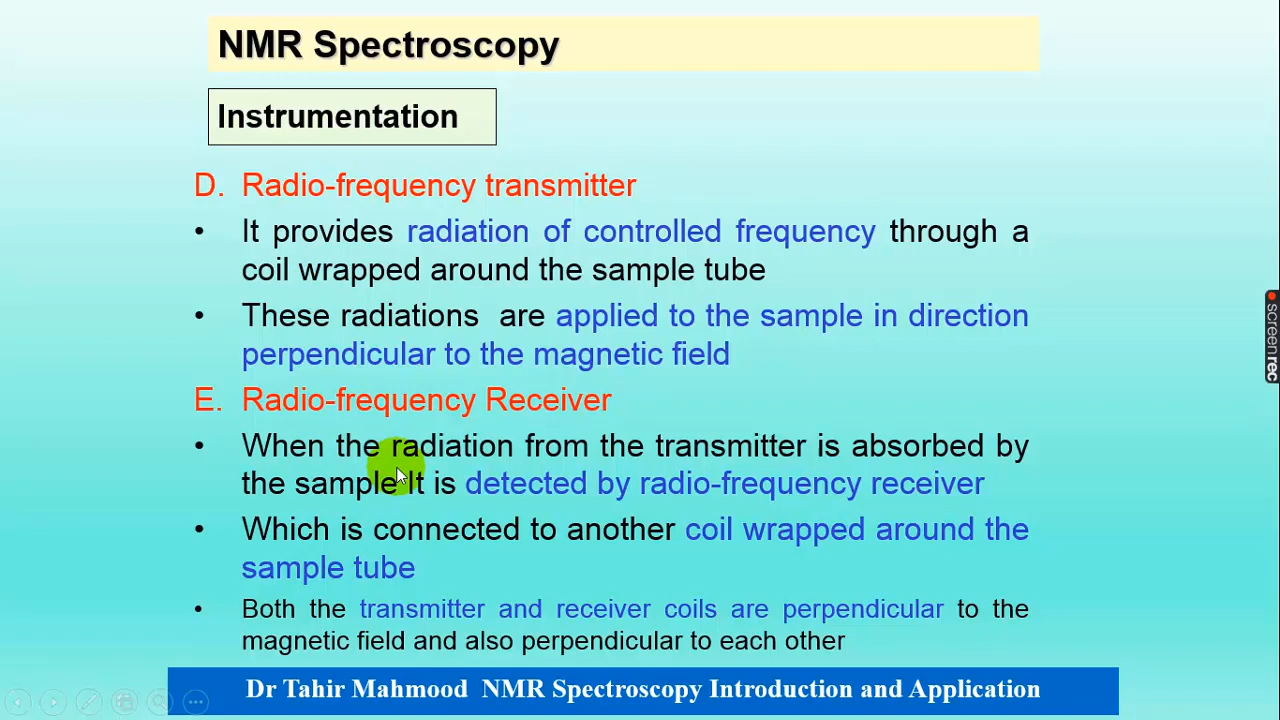 NMR Spectroscopy
Instrumentation
D. Radio-frequency transmitter
• It provides radiation of controlled frequency through a
coil wrapped around the sample tube
• These radiations are applied to the sample in direction
perpendicular to the magnetic field
E. Radio-frequency Receiver
• When the radiation from the transmitter is absorbed by
the sample It is detected by radio-frequency receiver
• Which is connected to another coil wrapped around the
sample tube
• Both the transmitter and receiver coils are perpendicular to the
magnetic field and also perpendicular to each other
Dr Tahir Mahmood NMR Spectroscopy Introduction and Application
screenrec